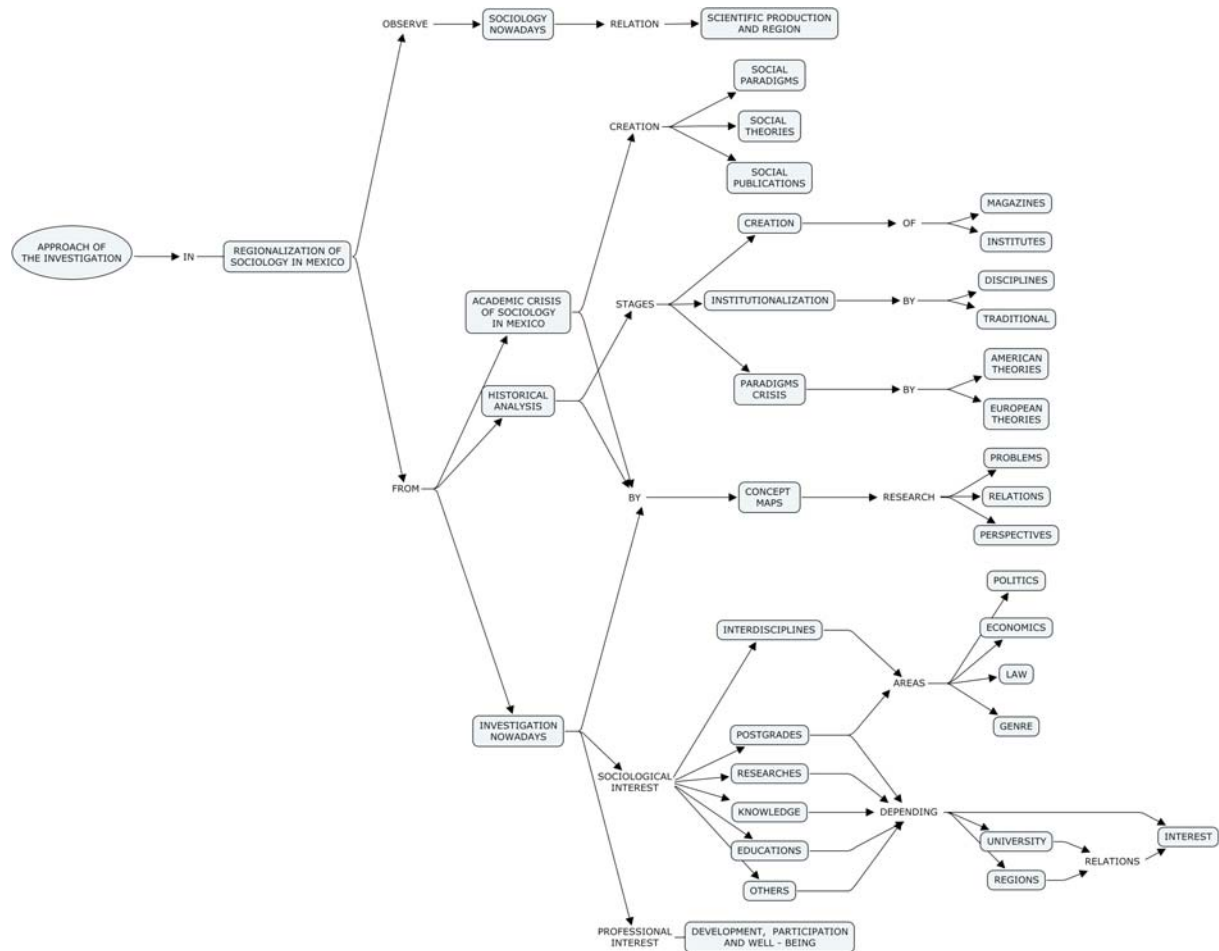 OBSERVE
SOCIOLOGY
NOWADAYS
RELATION
SCIENTIFIC PRODUCTION
AND REGION
SOCIAL
PARADIGMS
CREATION
SOCIAL
THEORIES
SOCIAL
PUBLICATIONS
APPROACH OF
THE INVESTIGATION
IN
REGIONALIZATION OF
SOCIOLOGY IN MEXICO
ACADEMIC CRISIS
OF SOCIOLOGY
IN MEXICO
HISTORICAL
ANALYSIS
STAGES
CREATION
OF
MAGAZINES
INSTITUTES
INSTITUTIONALIZATION
BY
DISCIPLINES
TRADITIONAL
PARADIGMS
CRISIS
BY
AMERICAN
THEORIES
EUROPEAN
THEORIES
FROM
BY
CONCEPT
MAPS
RESEARCH
PROBLEMS
RELATIONS
PERSPECTIVES
INVESTIGATION
NOWADAYS
SOCIOLOGICAL
INTEREST
INTERDISCIPLINES
AREAS
POLITICS
ECONOMICS
LAW
GENRE
POSTGRADES
RESEARCHES
KNOWLEDGE
EDUCATIONS
OTHERS
DEPENDING
UNIVERSITY
REGIONS
RELATIONS
INTEREST
PROFESSIONAL
INTEREST
DEVELOPMENT, PARTICIPATION
AND WELL - BEING